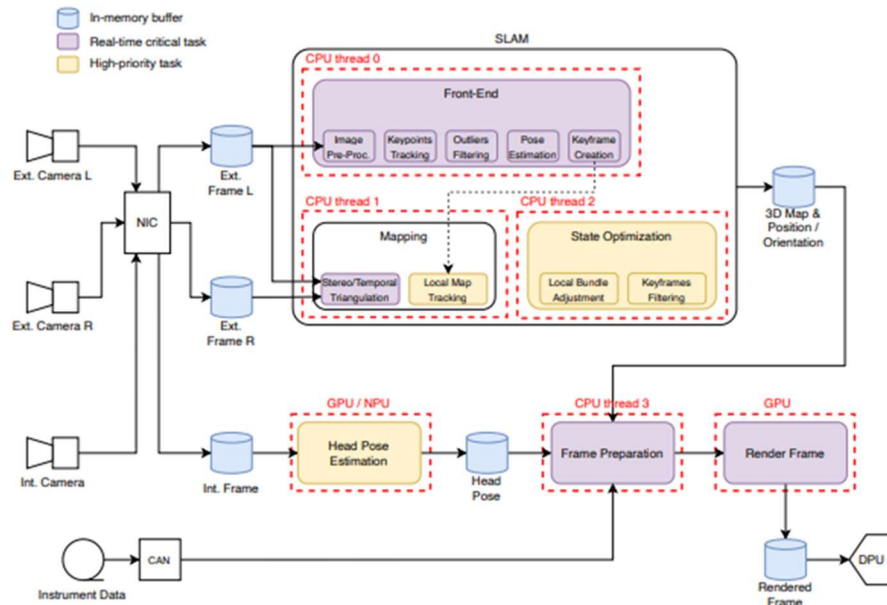 In-memory buffer
Real-time critical task
High-priority task
SLAM
CPU thread 0
Front-End
Image
Pre-Proc.
Keypoints
Tracking
Outliers
Filtering
Pose
Estimation
Keyframe
Creation
Ext. Camera L
NIC
Ext.
Frame L
CPU thread 1
Mapping
Stereo/Temporal
Triangulation
Local Map
Tracking
CPU thread 2
State Optimization
Local Bundle
Adjustment
Keyframes
Filtering
3D Map &
Position /
Orientation
Ext. Camera R
Ext.
Frame R
GPU / NPU
Head Pose
Estimation
CPU thread 3
Frame Preparation
GPU
Render Frame
Int. Camera
Int. Frame
Head
Pose
Instrument Data
CAN
Rendered
Frame
DPU